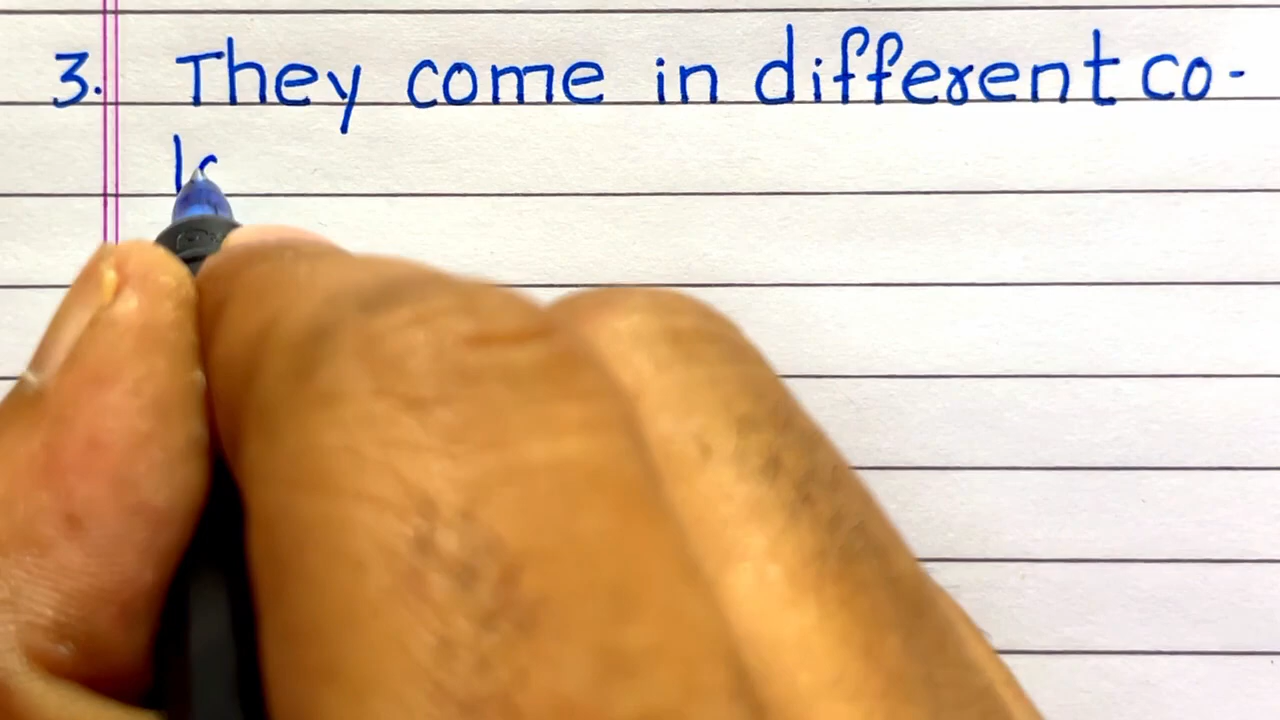 3. They come in different co-
l